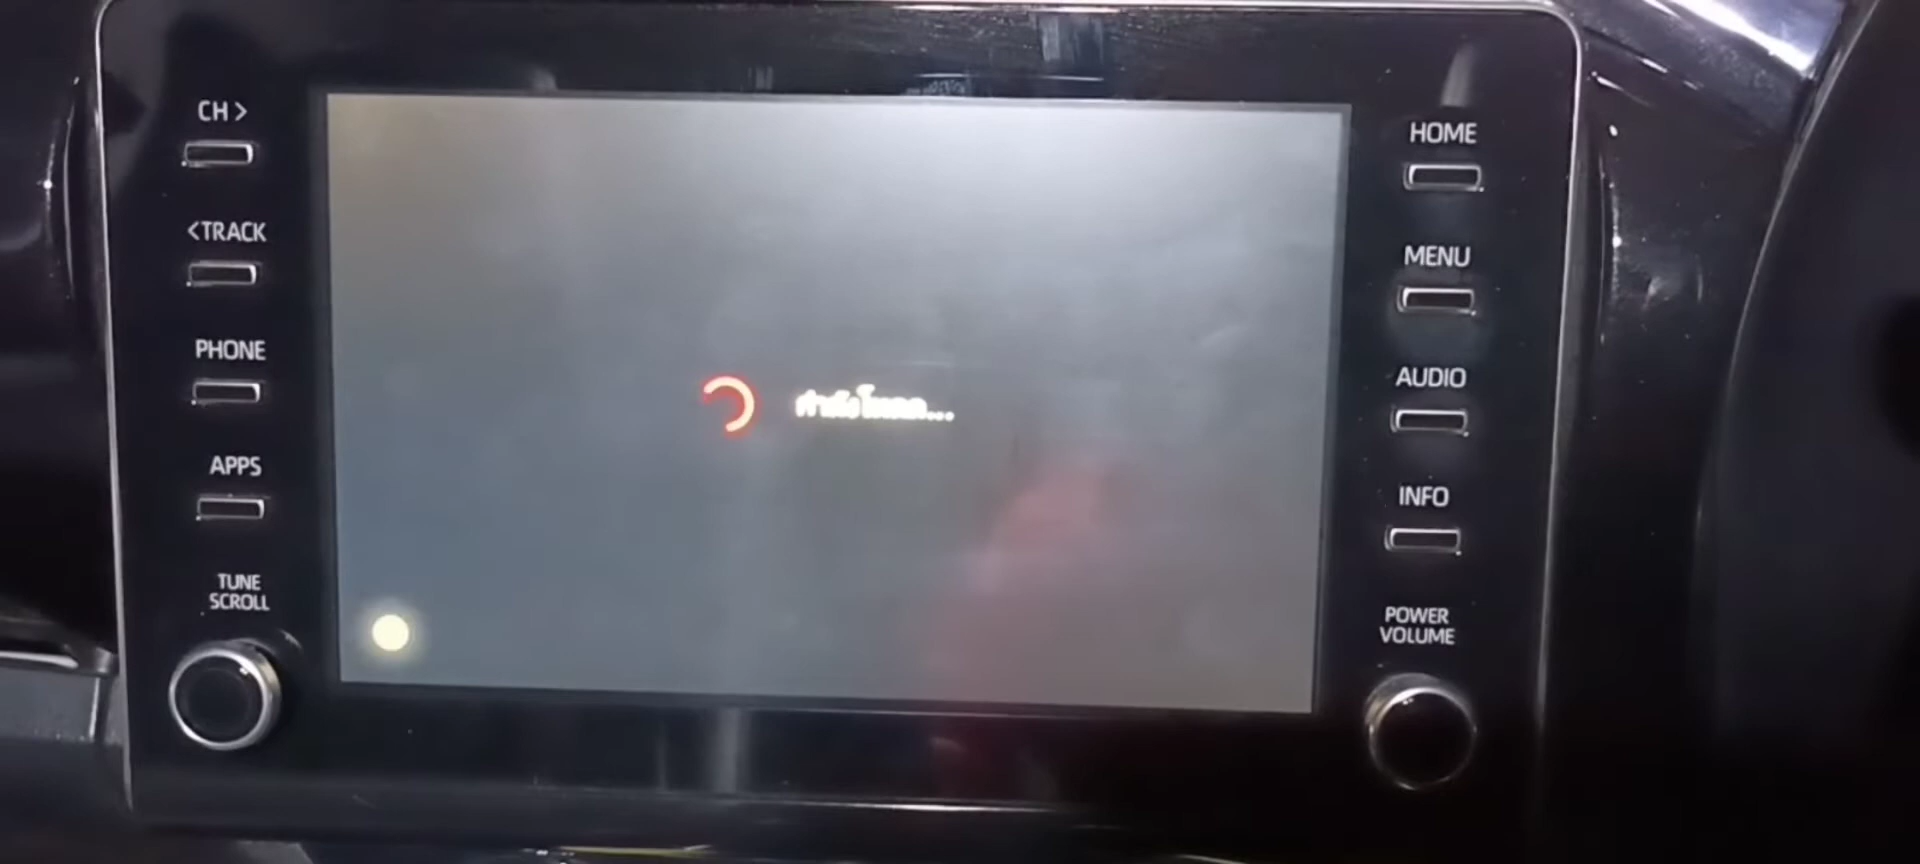 CH >
<TRACK
PHONE
APPS
TUNE
SCROLL
กำลังโหลด...
HOME
MENU
AUDIO
INFO
POWER
VOLUME